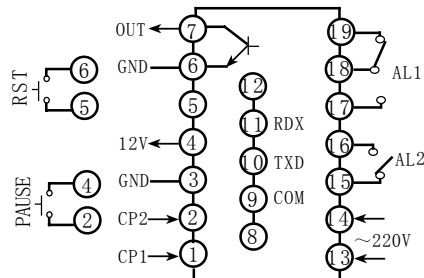 OUT 7 19
GND 6 18 AL1
RST 6 5
5 12 17
12V 4 11 RDX 16
GND 3 10 TXD 15 AL2
PAUSE 4 2
CP2 2 9 COM 14
CP1 1 8 13 ~220V